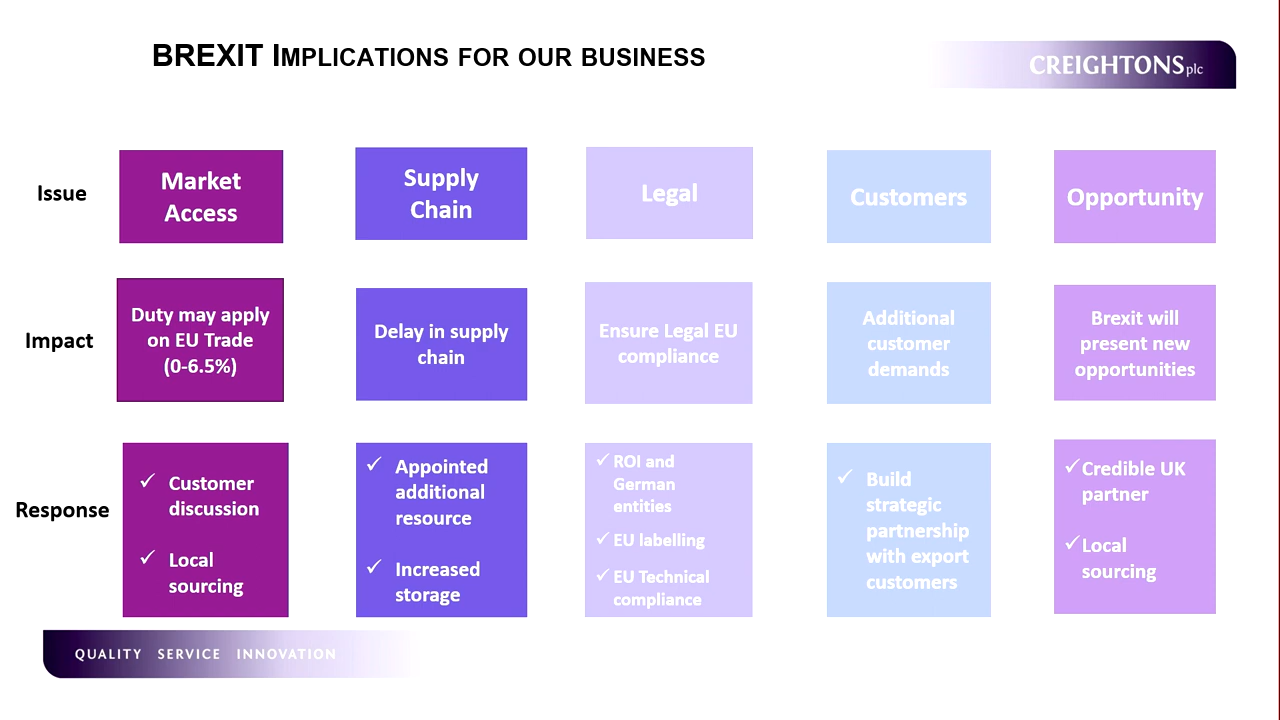 BREXIT IMPLICATIONS FOR OUR BUSINESS
CREIGHTONS plc
Issue
Market
Access
Supply
Chain
Legal
Customers
Opportunity
Impact
Duty may apply
on EU Trade
(0-6.5%)
Delay in supply
chain
Ensure Legal EU
compliance
Additional
customer
demands
Brexit will
present new
opportunities
Response
✓ Customer
discussion
✓ Local
sourcing
✓ Appointed
additional
resource
✓ Increased
storage
✓ ROI and
German
entities
✓ EU labelling
✓ EU Technical
compliance
✓ Build
strategic
partnership
with export
customers
✓ Credible UK
partner
✓ Local
sourcing
QUALITY SERVICE INNOVATION